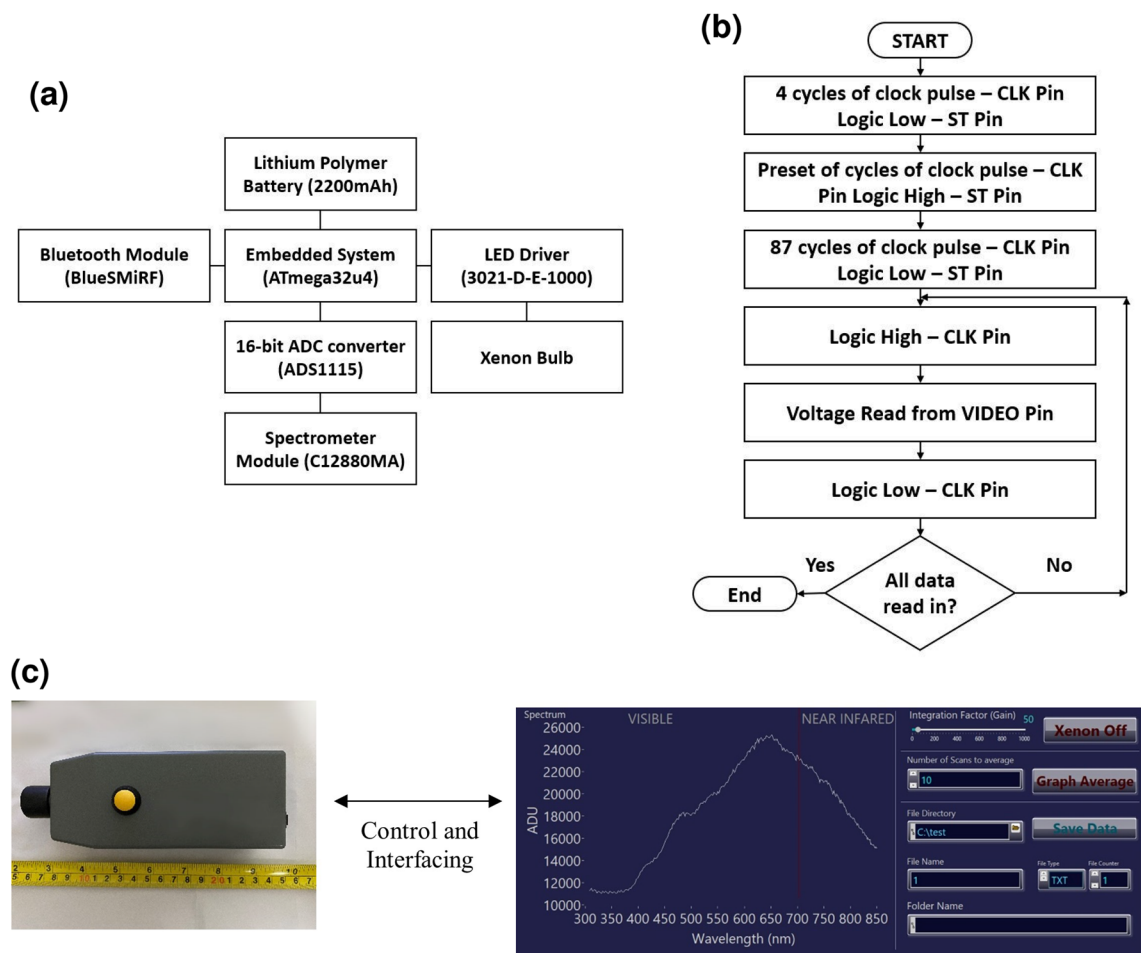 (a)
Lithium Polymer
Battery (2200mAh)
Bluetooth Module
(BlueSMiRF)
Embedded System
(ATmega32u4)
LED Driver
(3021-D-E-1000)
16-bit ADC converter
(ADS1115)
Xenon Bulb
Spectrometer
Module (C12880MA)
(b)
START
4 cycles of clock pulse – CLK Pin
Logic Low – ST Pin
Preset of cycles of clock pulse – CLK
Pin Logic High – ST Pin
87 cycles of clock pulse – CLK Pin
Logic Low – ST Pin
Logic High – CLK Pin
Voltage Read from VIDEO Pin
Logic Low – CLK Pin
All data
read in?
Yes
No
End
(c)
Control and
Interfacing
Spectrum
VISIBLE
NEAR INFARED
ADU
26000
24000
22000
20000
18000
16000
14000
12000
10000
300 350 400 450 500 550 600 650 700 750 800 850
Wavelength (nm)
Integration Factor (Gain)
50
0 200 400 600 800 1000
Xenon Off
Number of Scans to average
10
Graph Average
File Directory
C:\test
Save Data
File Name
1
File Type
TXT
File Counter
1
Folder Name